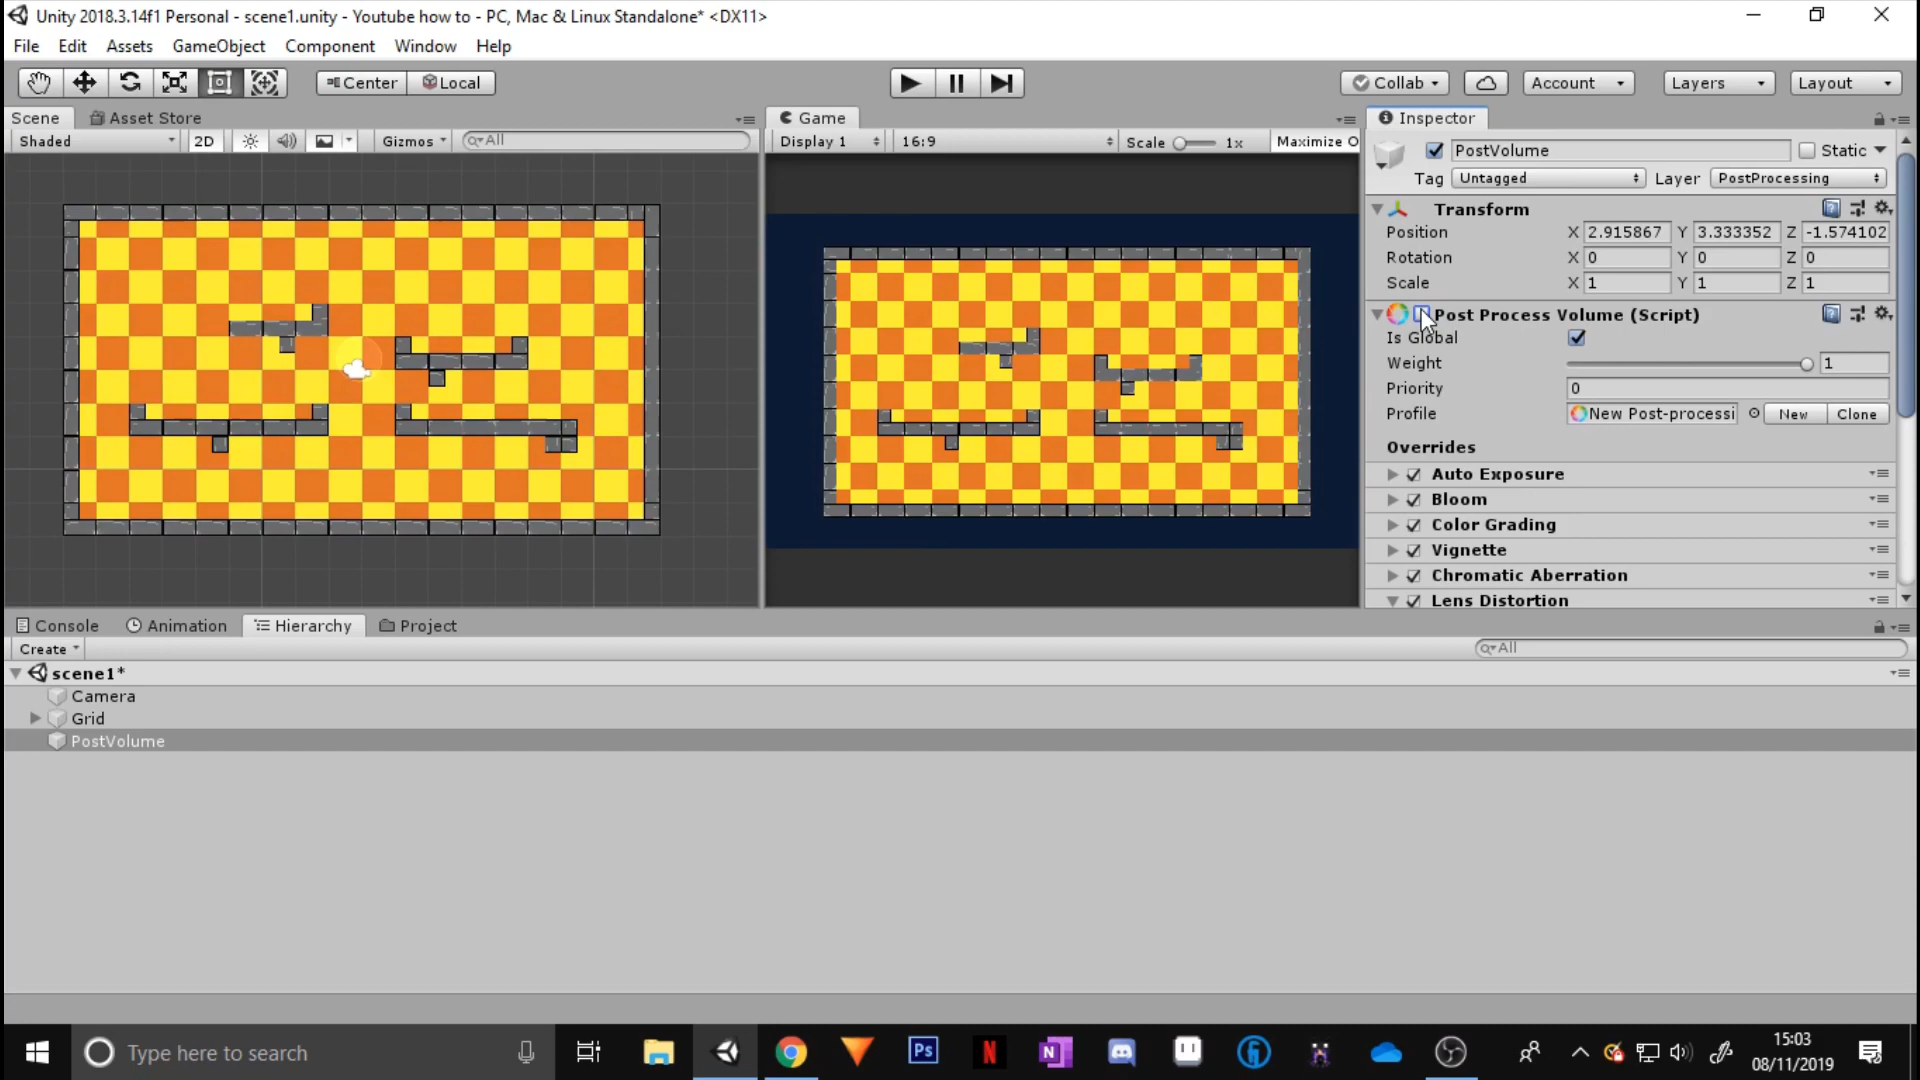 Unity 2018.3.14f1 Personal - scene1.unity - Youtube how to - PC, Mac & Linux Standalone* <DX11>
File Edit Assets GameObject Component Window Help
Center Local Collab Account Layers Layout
Scene Asset Store
Shaded 2D Gizmos All
Game
Display 1 16:9 Scale 1x Maximize O
Inspector
PostVolume Static
Tag Untagged Layer PostProcessing
Transform
Position X 2.915867 Y 3.333352 Z -1.574102
Rotation X 0 Y 0 Z 0
Scale X 1 Y 1 Z 1
Post Process Volume (Script)
Is Global
Weight 1
Priority 0
Profile New Post-processi New Clone
Overrides
Auto Exposure
Bloom
Color Grading
Vignette
Chromatic Aberration
Lens Distortion
Console Animation Hierarchy Project
Create All
scene1*
Camera
Grid
PostVolume
Type here to search
Ps
N
15:03
08/11/2019